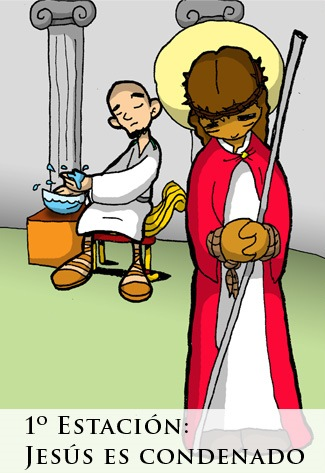 1º Estación:
Jesús es condenado